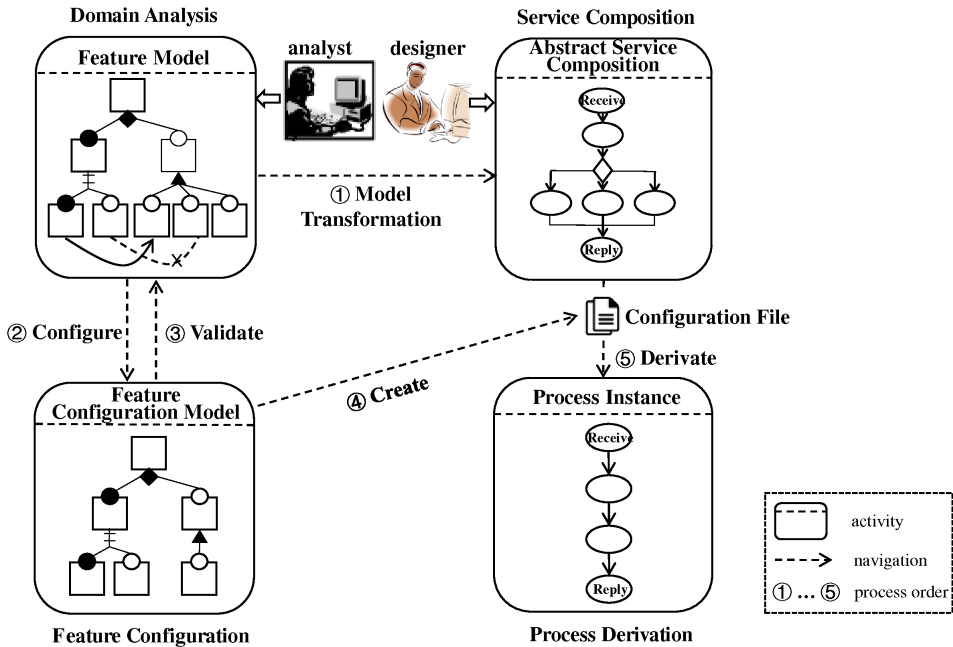 Domain Analysis
Service Composition
Feature Model
analyst
designer
Abstract Service
Composition
Receive
① Model
Transformation
Reply
② Configure
③ Validate
Configuration File
⑤ Derivate
④ Create
Feature
Configuration Model
Process Instance
Receive
Reply
activity
navigation
① ... ⑤ process order
Feature Configuration
Process Derivation